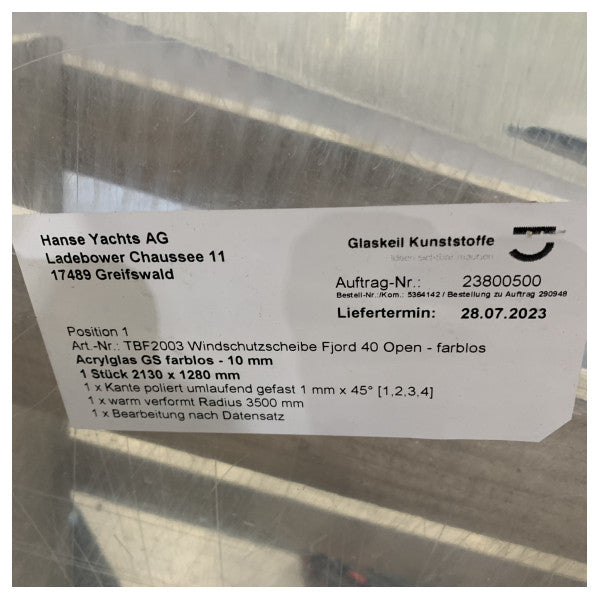 Hanse Yachts AG
Ladebower Chaussee 11
17489 Greifswald
Glaskeil Kunststoffe
Ideen sichtbar machen
Auftrag-Nr.: 23800500
Bestell-Nr.:/Kom.: 5364142 / Bestellung zu Auftrag 290948
Liefertermin: 28.07.2023
Position 1
Art.-Nr.: TBF2003 Windschutzscheibe Fjord 40 Open - farblos
Acrylglas GS farblos - 10 mm
1 Stück 2130 x 1280 mm
1 x Kante poliert umlaufend gefast 1 mm x 45° [1,2,3,4]
1 x warm verformt Radius 3500 mm
1 x Bearbeitung nach Datensatz